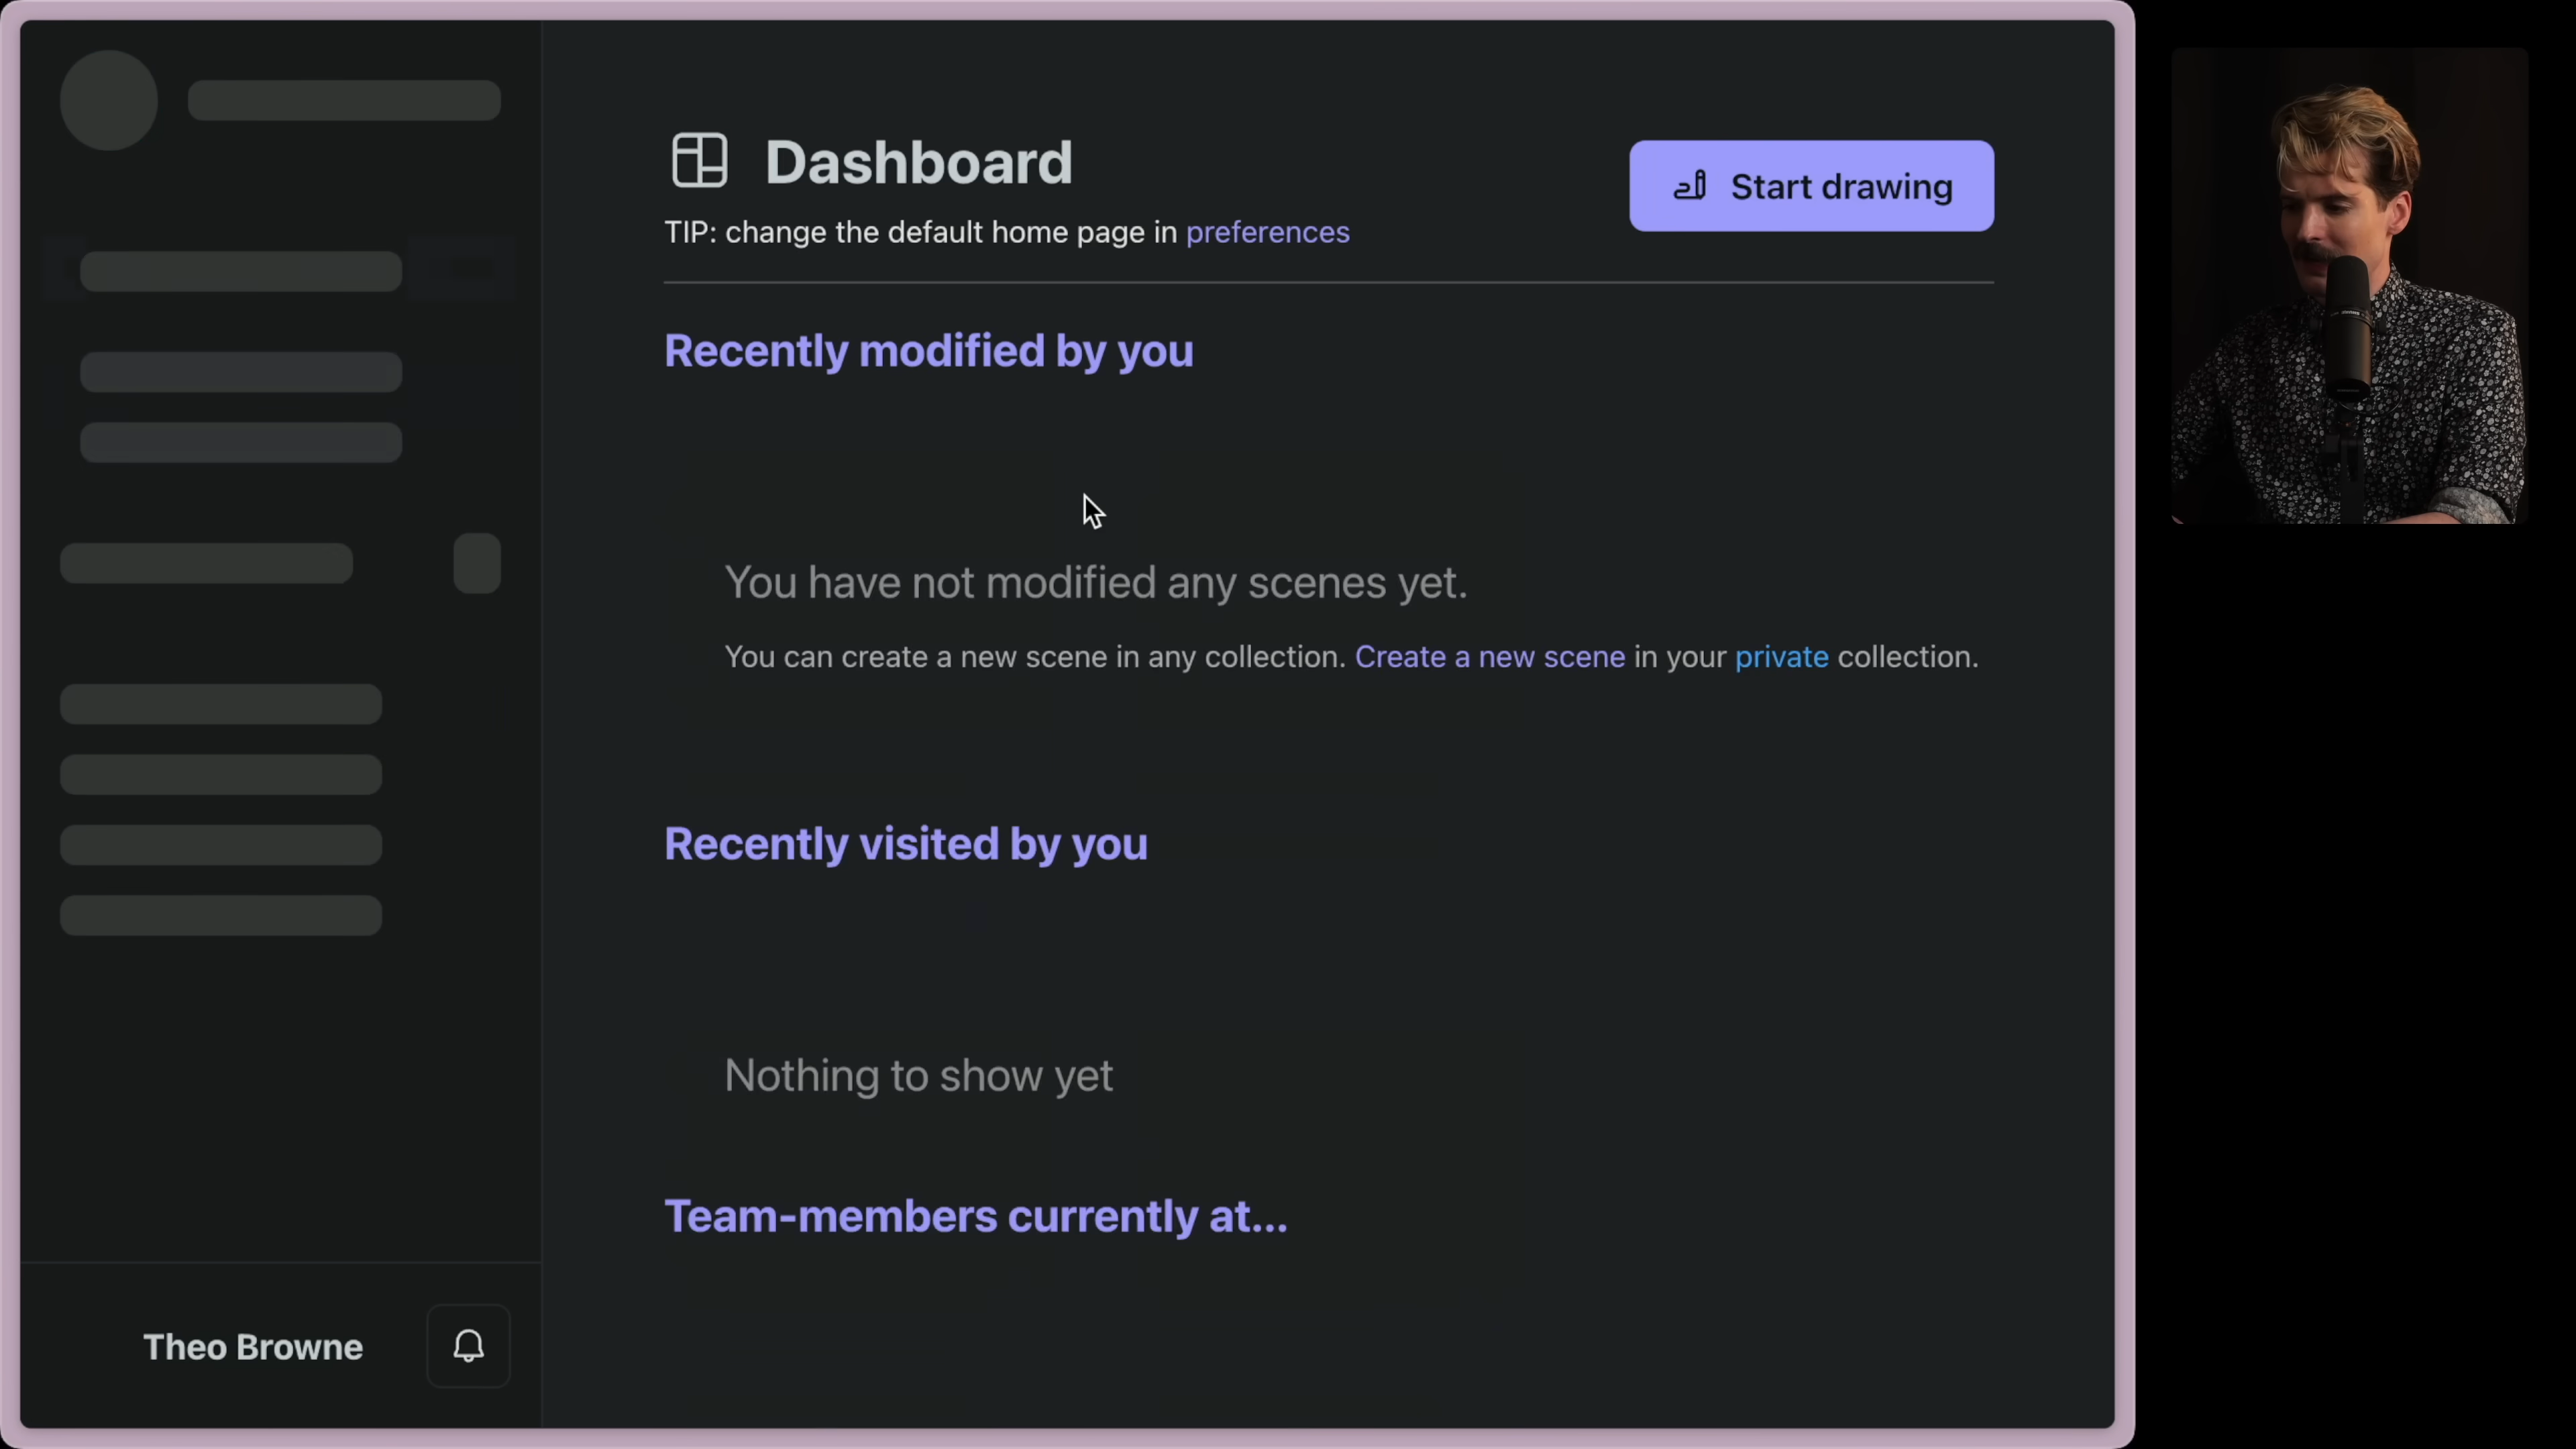 Dashboard
Start drawing
TIP: change the default home page in preferences
Recently modified by you
You have not modified any scenes yet.
You can create a new scene in any collection. Create a new scene in your private collection.
Recently visited by you
Nothing to show yet
Team-members currently at...
Theo Browne